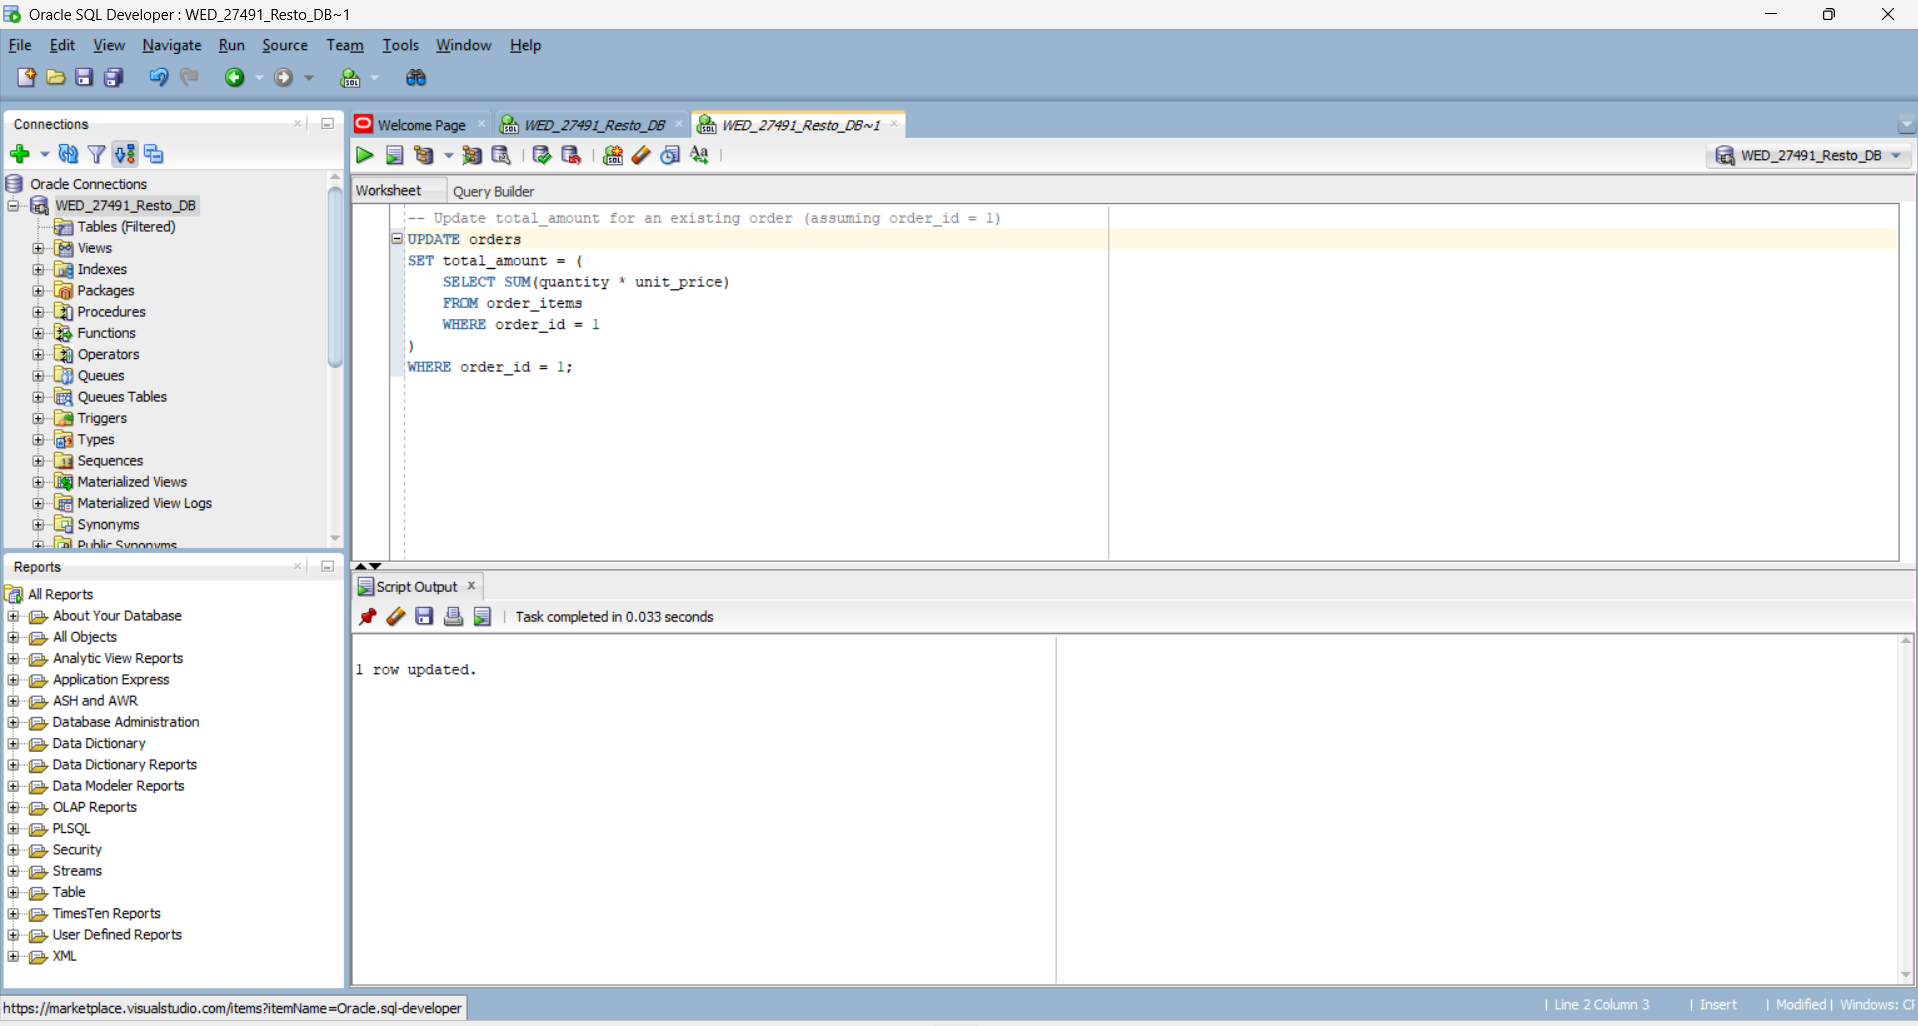 Oracle SQL Developer : WED_27491_Resto_DB~1
File Edit View Navigate Run Source Team Tools Window Help
Connections
Oracle Connections
WED_27491_Resto_DB
Tables (Filtered)
Views
Indexes
Packages
Procedures
Functions
Operators
Queues
Queues Tables
Triggers
Types
Sequences
Materialized Views
Materialized View Logs
Synonyms
Public Synonyms
Reports
All Reports
About Your Database
All Objects
Analytic View Reports
Application Express
ASH and AWR
Database Administration
Data Dictionary
Data Dictionary Reports
Data Modeler Reports
OLAP Reports
PLSQL
Security
Streams
Table
TimesTen Reports
User Defined Reports
XML
Welcome Page WED_27491_Resto_DB WED_27491_Resto_DB~1
WED_27491_Resto_DB
Worksheet Query Builder
-- Update total_amount for an existing order (assuming order_id = 1)
UPDATE orders
SET total_amount = (
SELECT SUM(quantity * unit_price)
FROM order_items
WHERE order_id = 1
)
WHERE order_id = 1;
Script Output
Task completed in 0.033 seconds
1 row updated.
https://marketplace.visualstudio.com/items?itemName=Oracle.sql-developer
Line 2 Column 3 Insert Modified Windows: